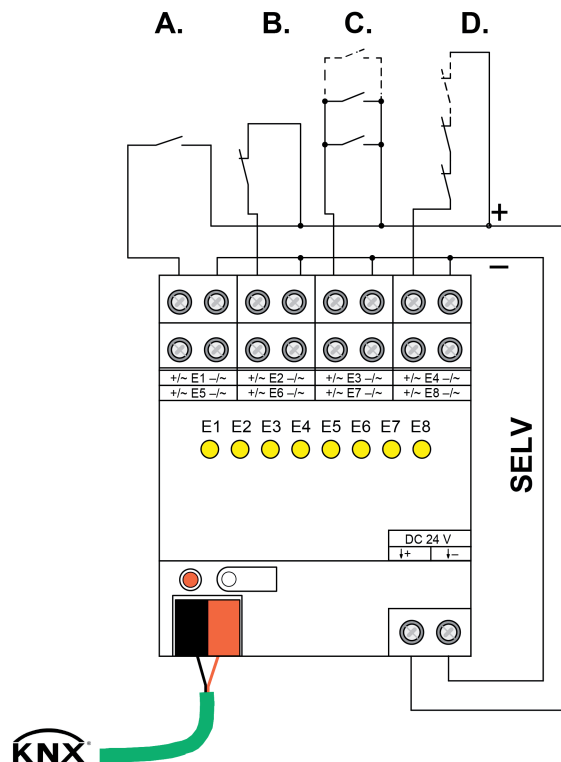 A. B. C. D.
+
–
+/~ E1 –/~ +/~ E2 –/~ +/~ E3 –/~ +/~ E4 –/~
+/~ E5 –/~ +/~ E6 –/~ +/~ E7 –/~ +/~ E8 –/~
E1 E2 E3 E4 E5 E6 E7 E8
SELV
DC 24 V
↓+ ↓–
KNX